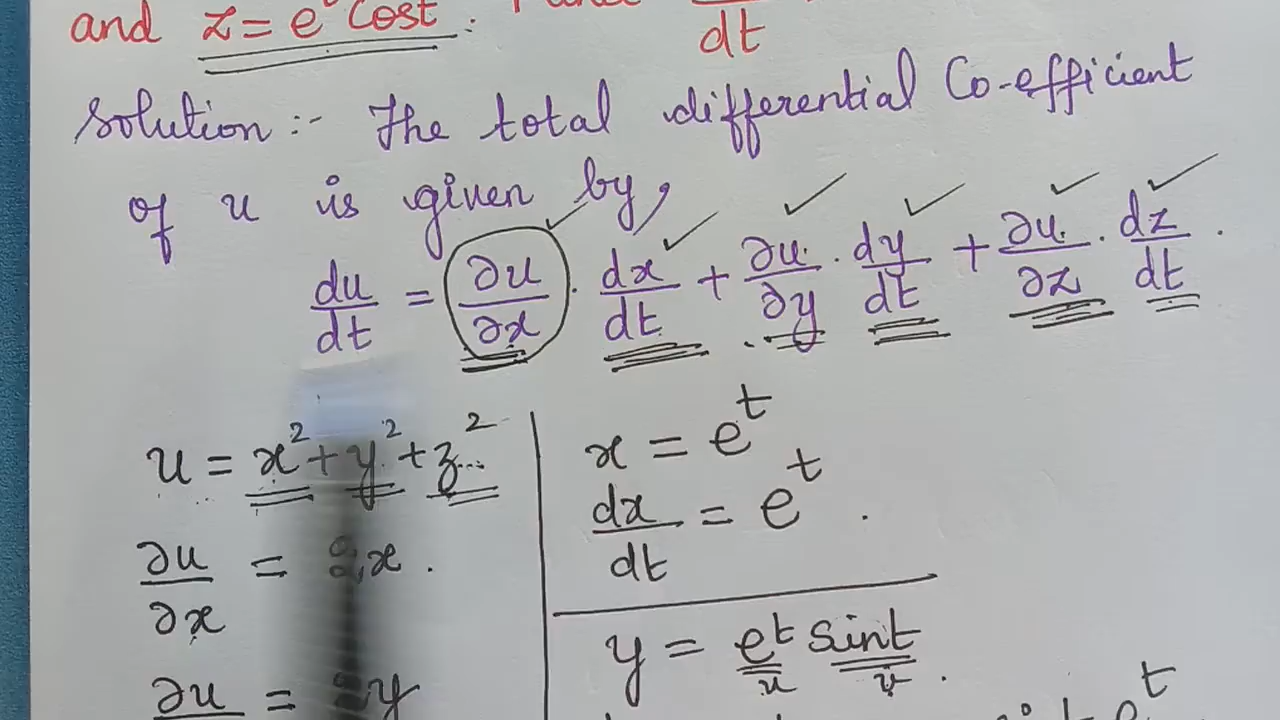 and z = e^t Cost.
dt
Solution :- The total differential Co-efficient
of u is given by,
du/dt = ∂u/∂x . dx/dt + ∂u/∂y . dy/dt + ∂u/∂z . dz/dt .
u = x² + y² + z²
∂u/∂x = 2x .
∂u = 2y
x = e^t
dx/dt = e^t .
y = e^t Sint .
u v
e^t